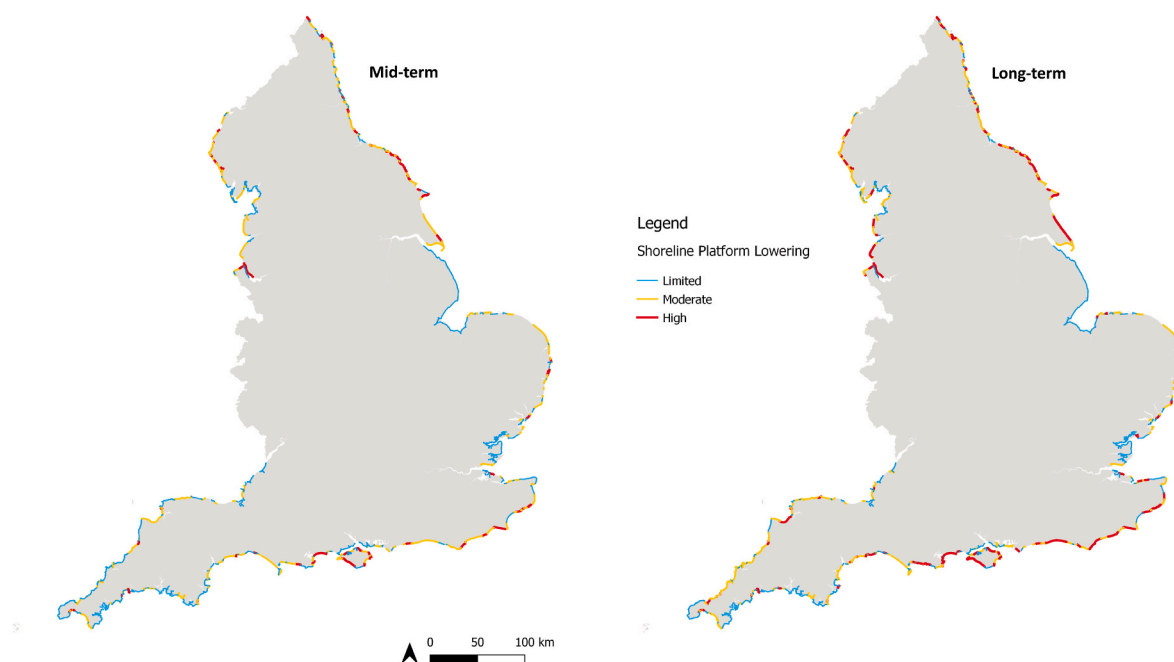 Mid-term
Long-term
Legend
Shoreline Platform Lowering
Limited
Moderate
High
0 50 100 km